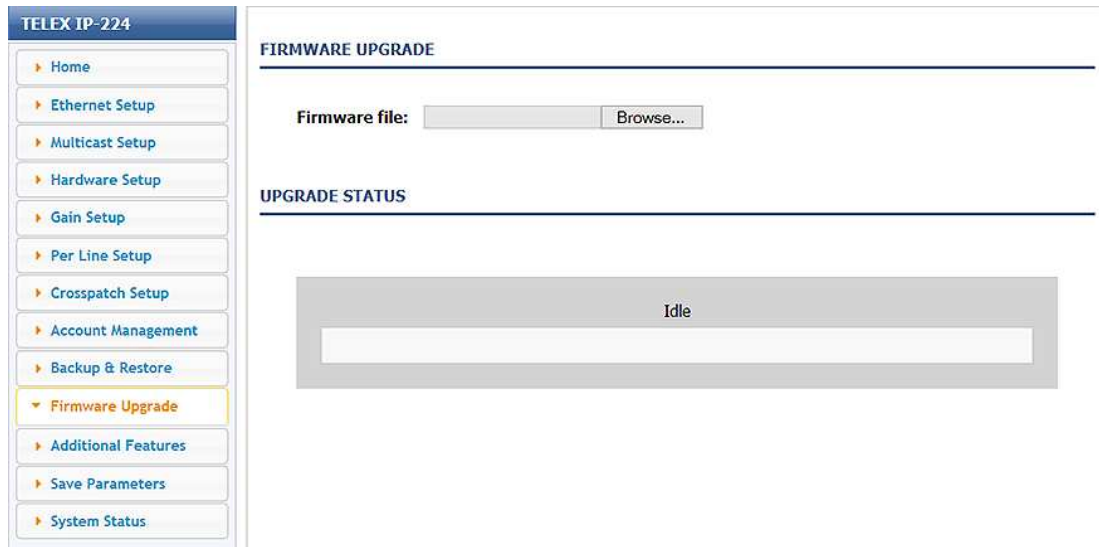 TELEX IP-224
Home
Ethernet Setup
Multicast Setup
Hardware Setup
Gain Setup
Per Line Setup
Crosspatch Setup
Account Management
Backup & Restore
Firmware Upgrade
Additional Features
Save Parameters
System Status
FIRMWARE UPGRADE
Firmware file: Browse...
UPGRADE STATUS
Idle